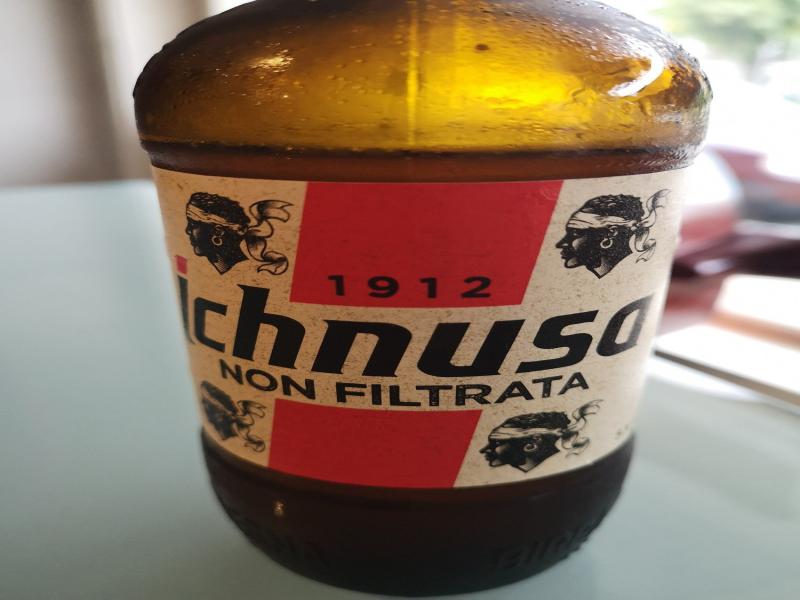 1912
ichnusa
NON FILTRATA